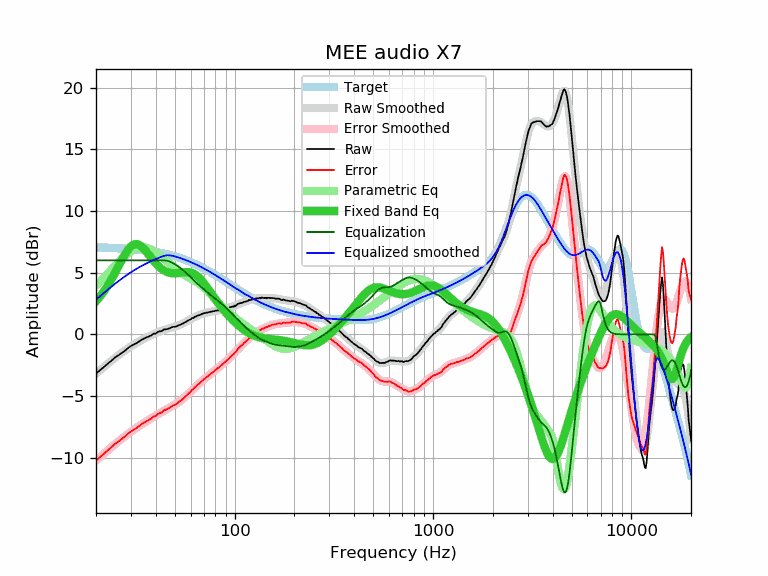 MEE audio X7
Target
Raw Smoothed
Error Smoothed
Raw
Error
Parametric Eq
Fixed Band Eq
Equalization
Equalized smoothed
20
15
10
5
0
−5
−10
Amplitude (dBr)
100
1000
10000
Frequency (Hz)